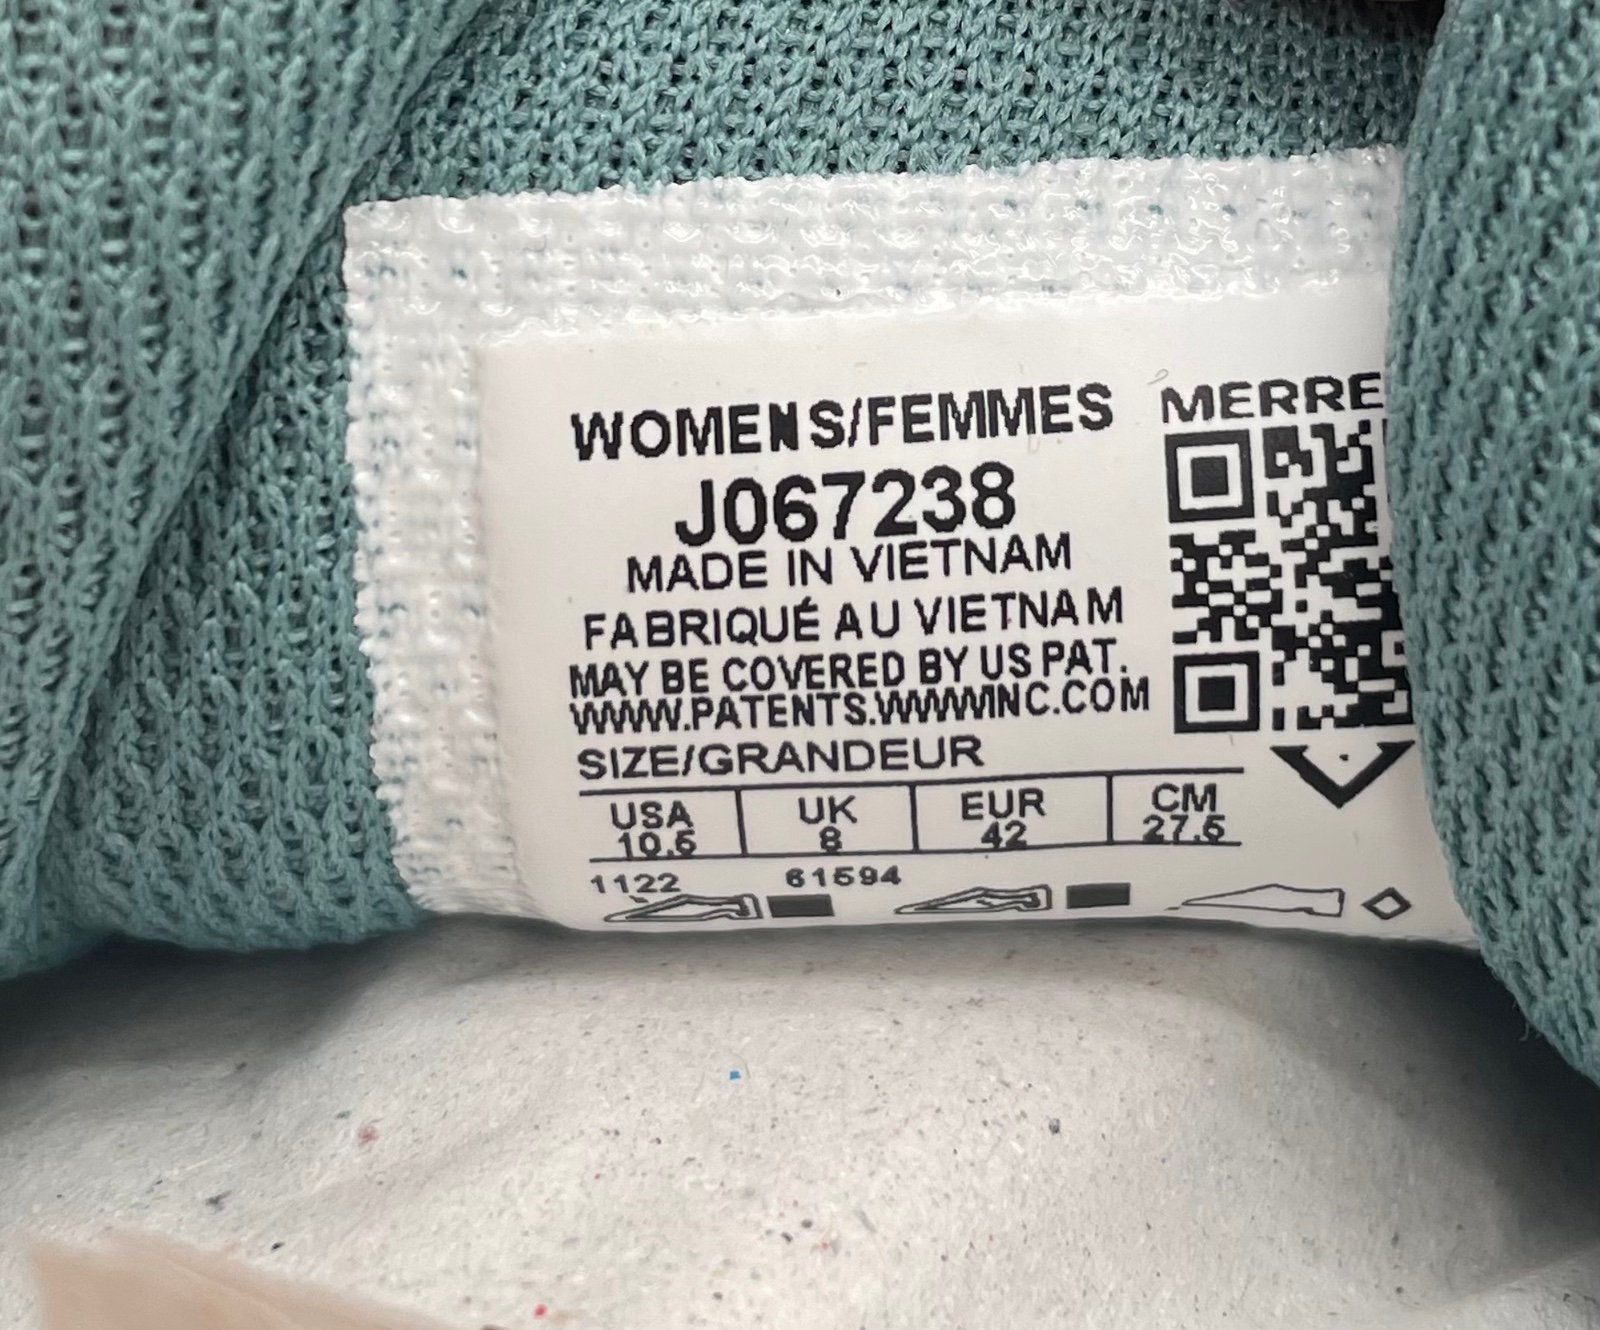 WOMENS/FEMMES
J067238
MADE IN VIETNAM
FABRIQUÉ AU VIETNAM
MAY BE COVERED BY US PAT.
WWW.PATENTS.WWWINC.COM
SIZE/GRANDEUR
USA UK EUR CM
10.5 8 42 27.5
1122 61594
MERRE